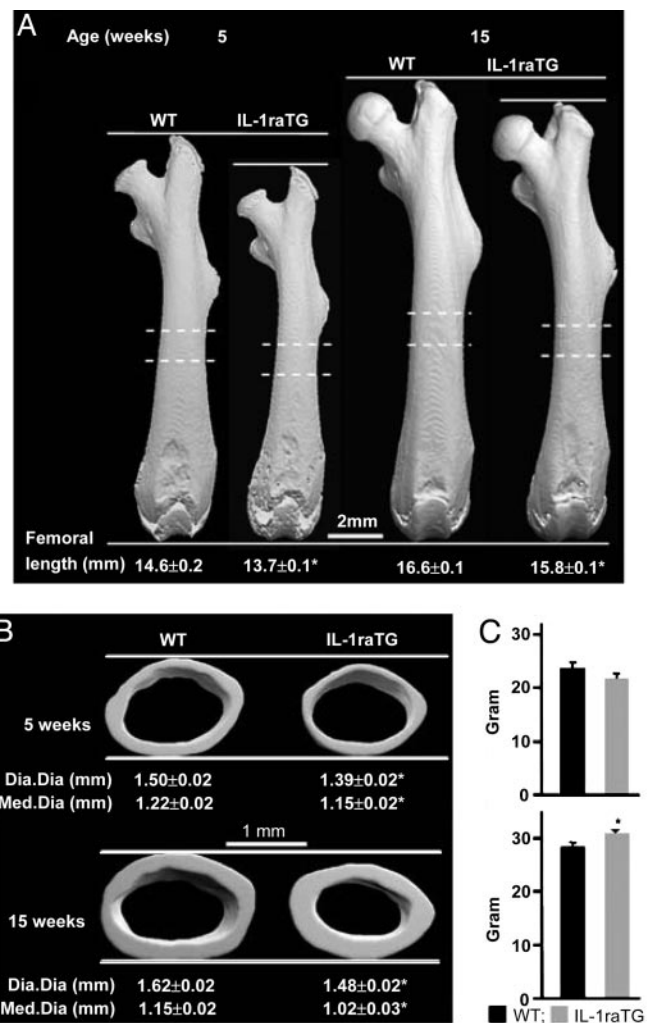 A
Age (weeks) 5 15
WT IL-1raTG
WT IL-1raTG
2mm
Femoral
length (mm) 14.6±0.2 13.7±0.1* 16.6±0.1 15.8±0.1*
B
WT IL-1raTG
5 weeks
Dia.Dia (mm) 1.50±0.02 1.39±0.02*
Med.Dia (mm) 1.22±0.02 1.15±0.02*
1 mm
15 weeks
Dia.Dia (mm) 1.62±0.02 1.48±0.02*
Med.Dia (mm) 1.15±0.02 1.02±0.03*
C
30
20
10
0
Gram
*
30
20
10
0
Gram
WT; IL-1raTG